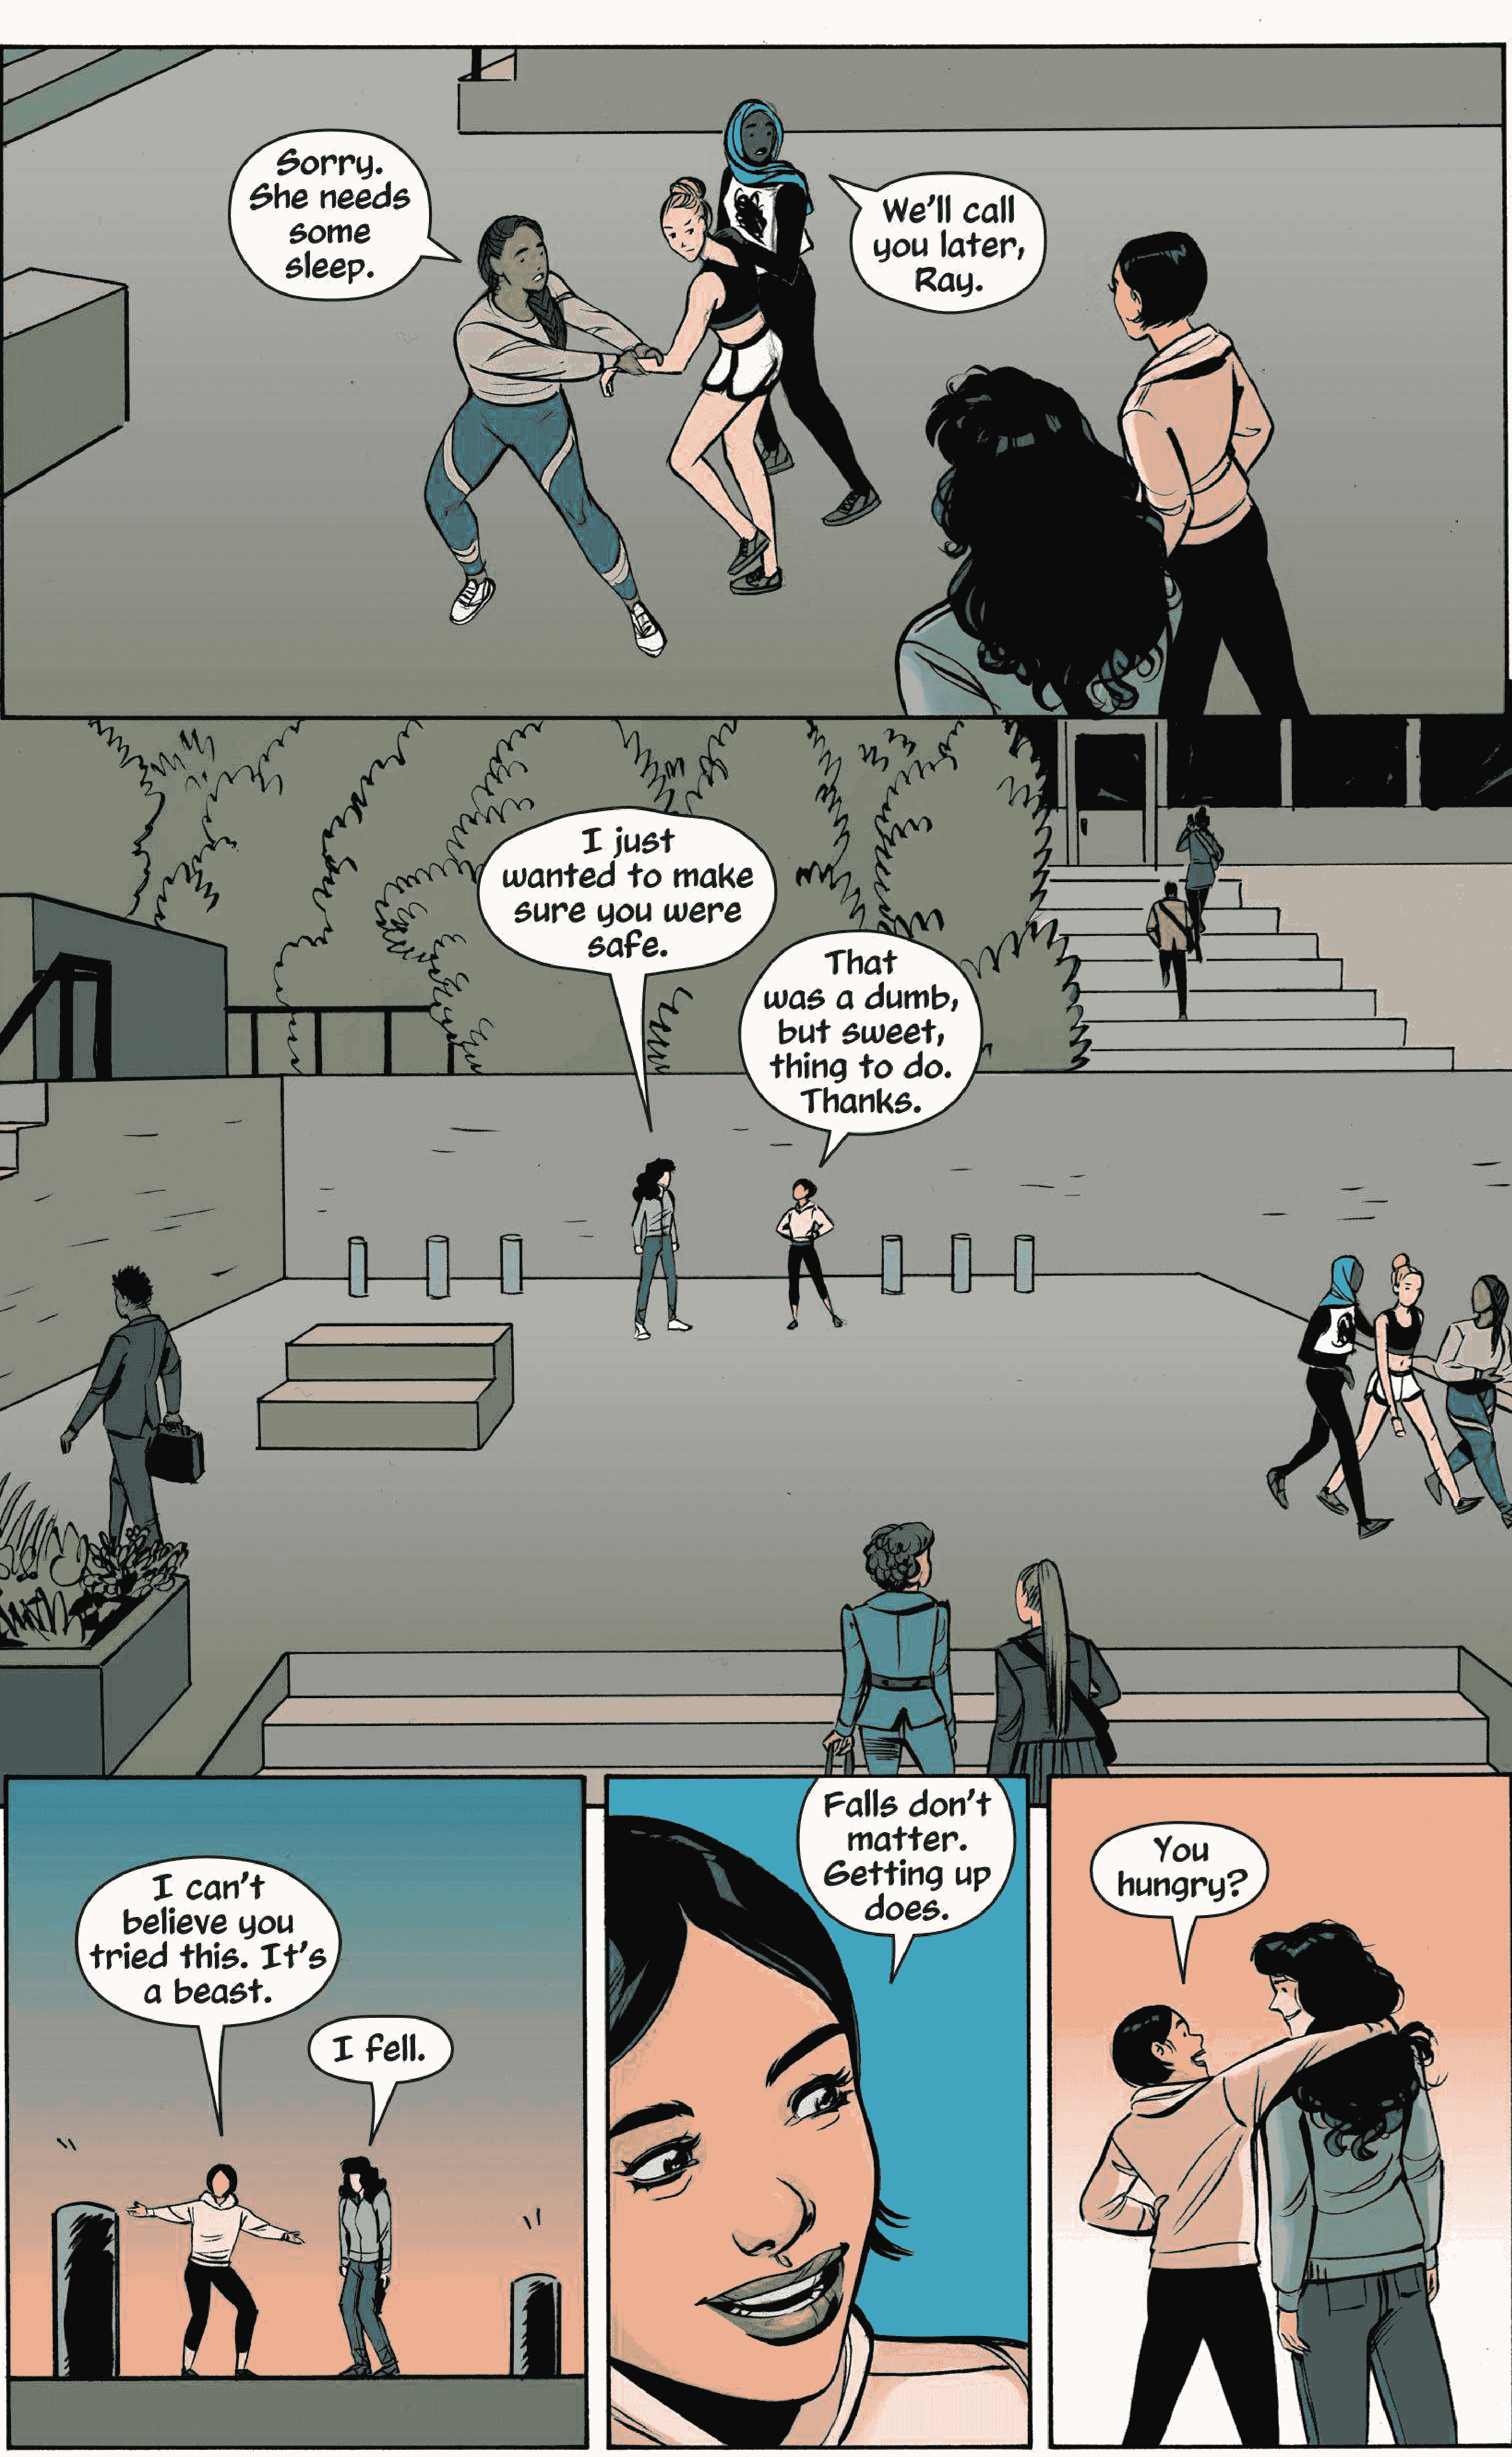 Sorry.
She needs
some
sleep.
We'll call
you later,
Ray.
I just
wanted to make
sure you were
safe.
That
was a dumb,
but sweet,
thing to do.
Thanks.
I can't
believe you
tried this. It's
a beast.
I fell.
Falls don't
matter.
Getting up
does.
You
hungry?